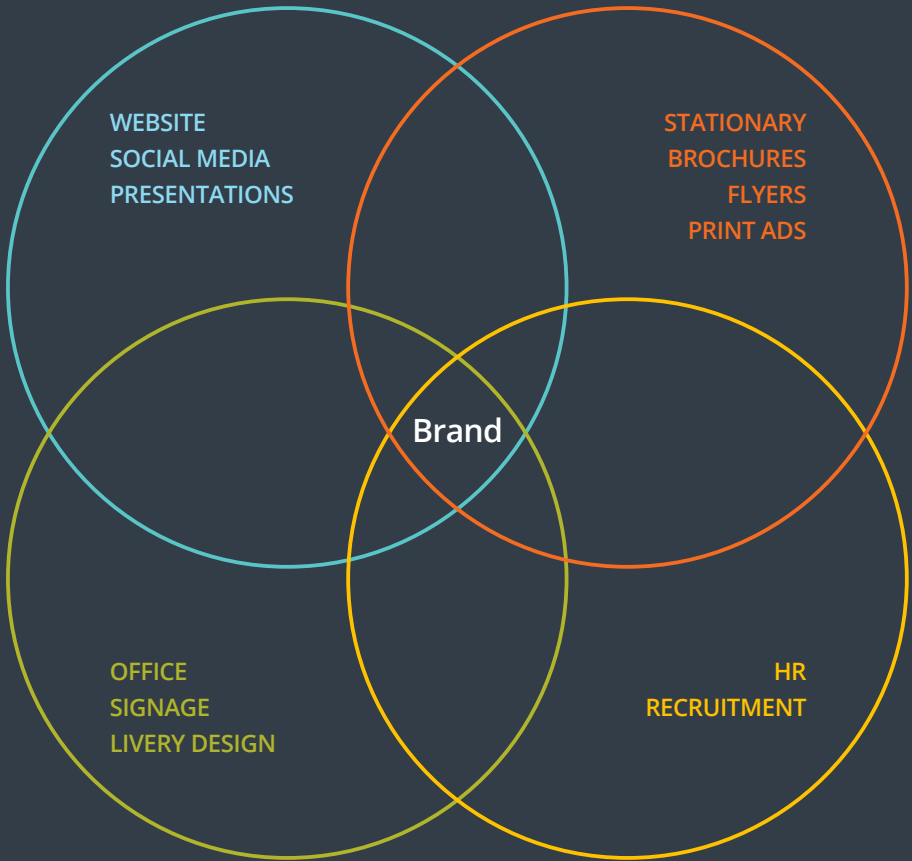 WEBSITE
SOCIAL MEDIA
PRESENTATIONS
STATIONARY
BROCHURES
FLYERS
PRINT ADS
Brand
OFFICE
SIGNAGE
LIVERY DESIGN
HR
RECRUITMENT